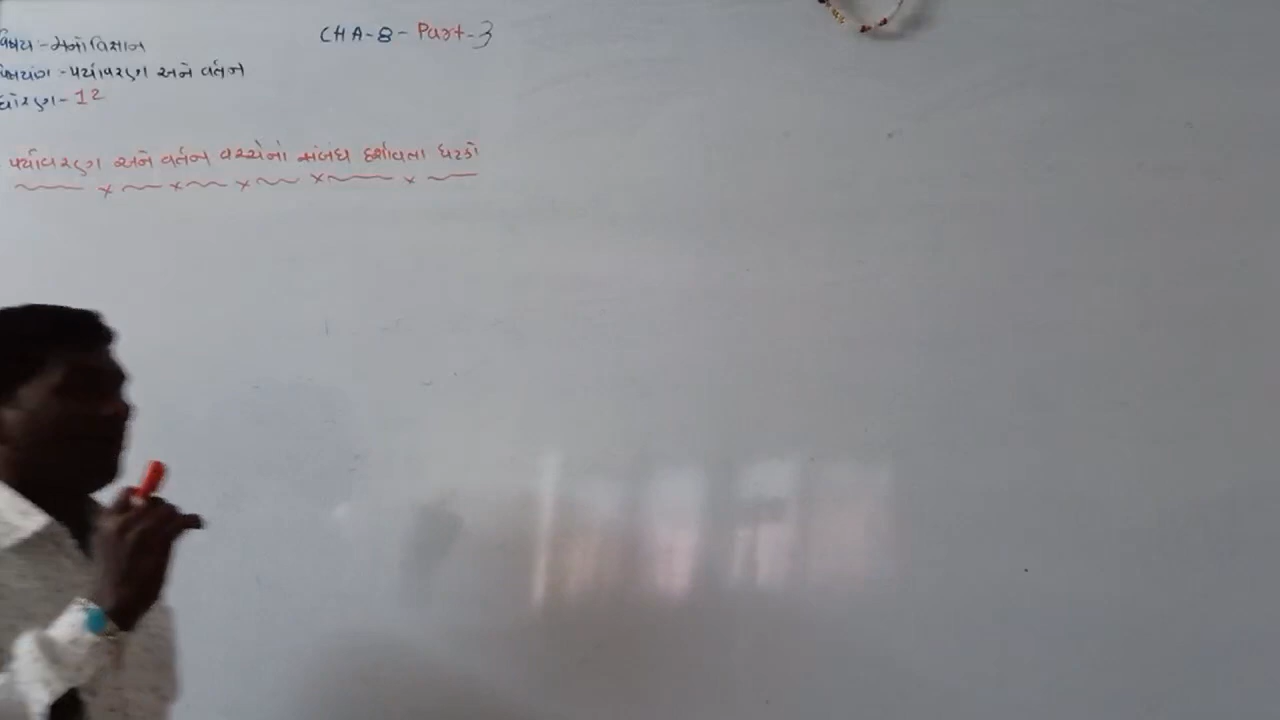 CHA-8-Part-3
વિષય:-મનોવિજ્ઞાન
:-પર્યાવરણ અને વર્તન
ધોરણ-12
પર્યાવરણ અને વર્તન વચ્ચેનો સંબંધ દર્શાવતા ઘટકો